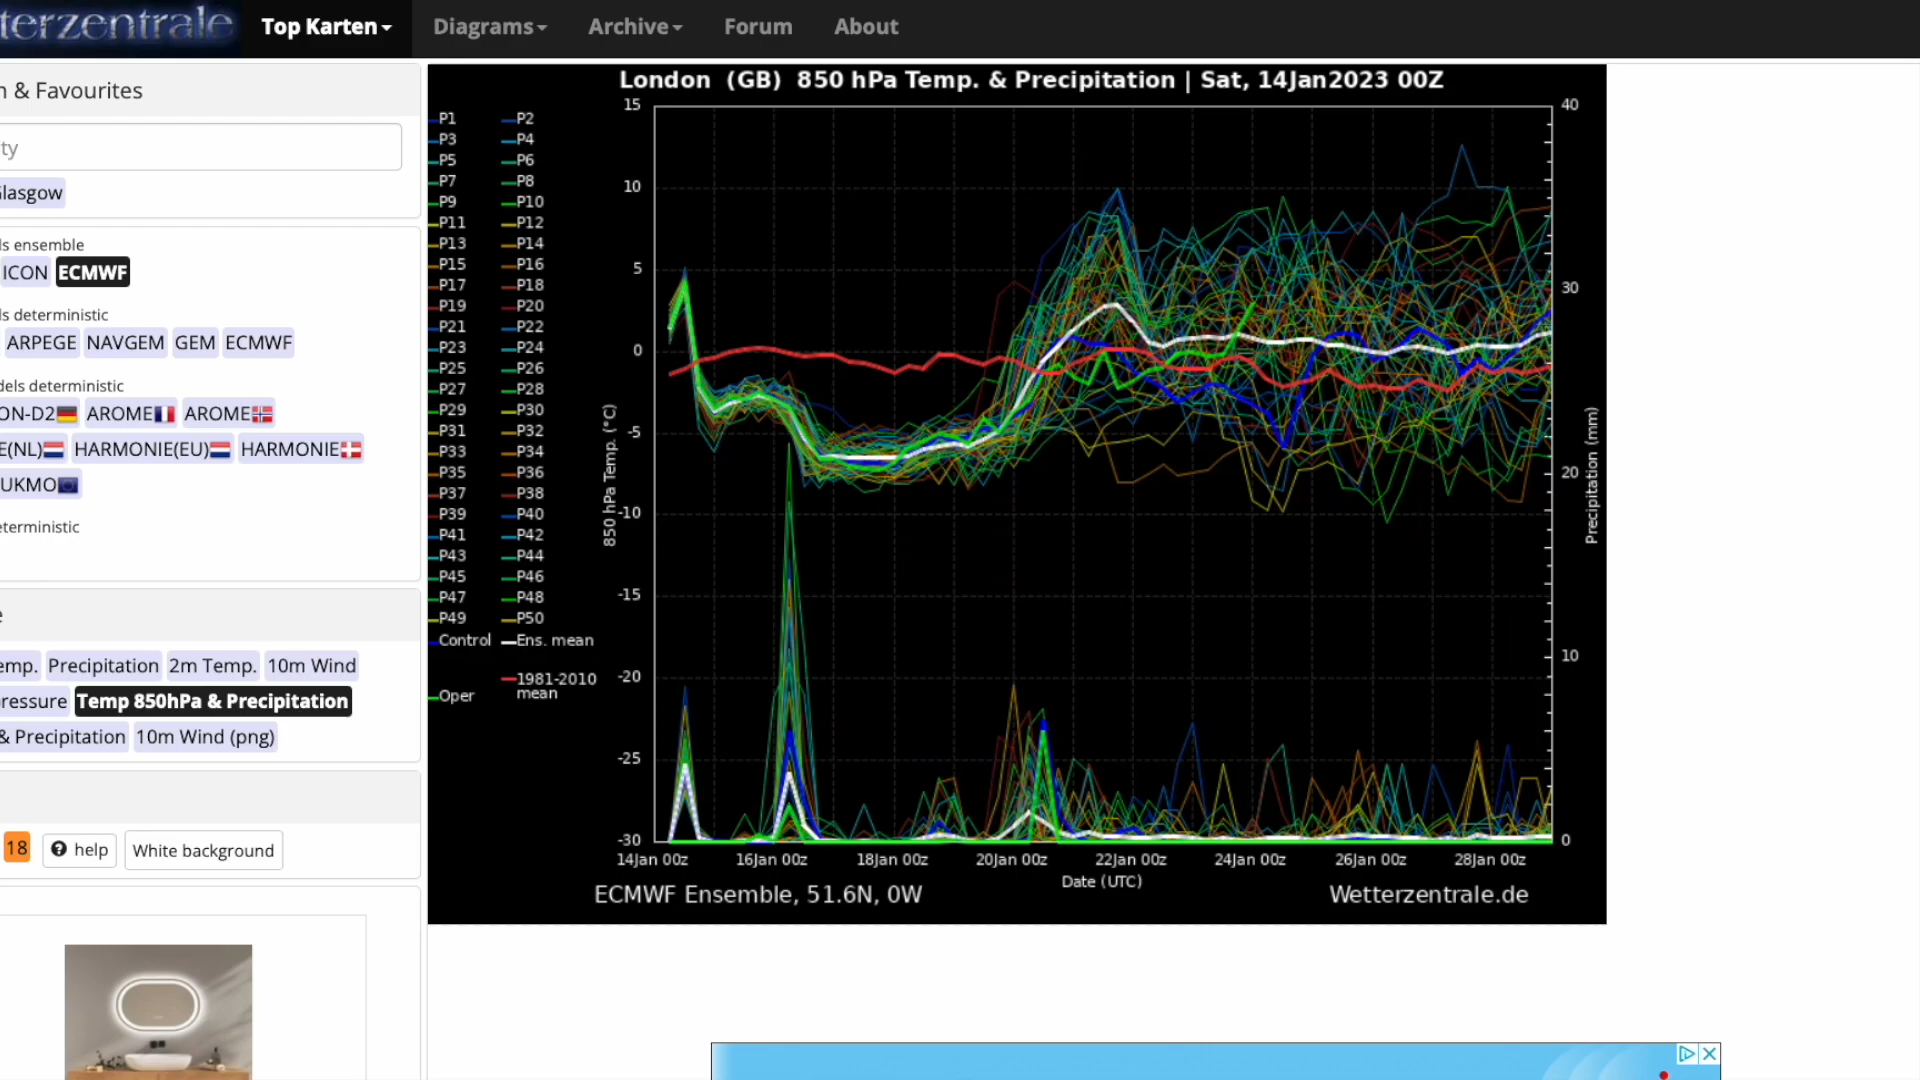 terzentrale
Top Karten
Diagrams
Archive
Forum
About
n & Favourites
ty
Glasgow
ls ensemble
ICON ECMWF
ls deterministic
ARPEGE NAVGEM GEM ECMWF
dels deterministic
ON-D2 AROME AROME
E(NL) HARMONIE(EU) HARMONIE
UKMO
eterministic
e
emp. Precipitation 2m Temp. 10m Wind
ressure Temp 850hPa & Precipitation
& Precipitation 10m Wind (png)
18 help White background
London (GB) 850 hPa Temp. & Precipitation | Sat, 14Jan2023 00Z
P1 P2
P3 P4
P5 P6
P7 P8
P9 P10
P11 P12
P13 P14
P15 P16
P17 P18
P19 P20
P21 P22
P23 P24
P25 P26
P27 P28
P29 P30
P31 P32
P33 P34
P35 P36
P37 P38
P39 P40
P41 P42
P43 P44
P45 P46
P47 P48
P49 P50
Control Ens. mean
1981-2010
mean
Oper
850 hPa Temp. (°C)
15
10
5
0
-5
-10
-15
-20
-25
-30
40
30
20
10
0
Precipitation (mm)
14Jan 00z 16Jan 00z 18Jan 00z 20Jan 00z 22Jan 00z 24Jan 00z 26Jan 00z 28Jan 00z
Date (UTC)
ECMWF Ensemble, 51.6N, 0W
Wetterzentrale.de